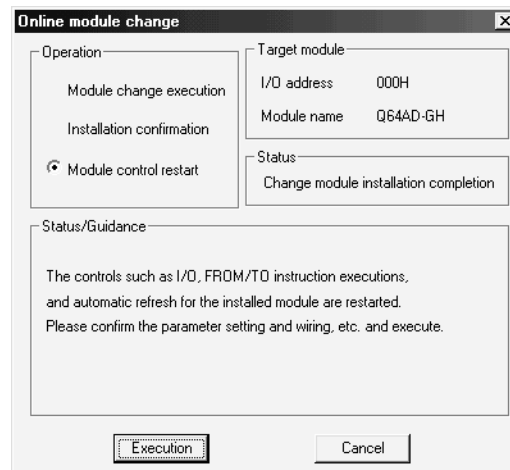 Online module change
Operation
Module change execution
Installation confirmation
Module control restart
Target module
I/O address 000H
Module name Q64AD-GH
Status
Change module installation completion
Status/Guidance
The controls such as I/O, FROM/TO instruction executions,
and automatic refresh for the installed module are restarted.
Please confirm the parameter setting and wiring, etc. and execute.
Execution
Cancel